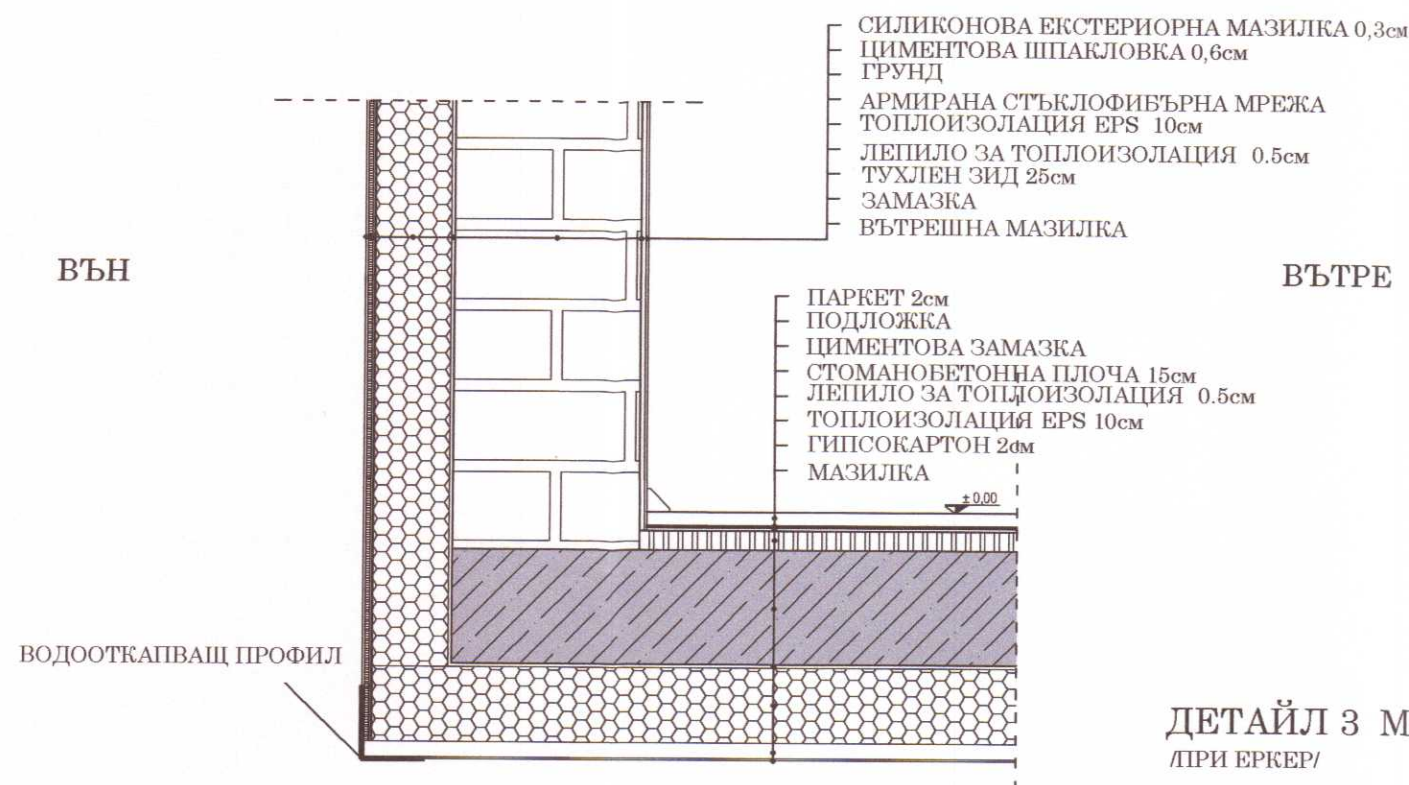 СИЛИКОНОВА ЕКСТЕРИОРНА МАЗИЛКА 0,3см
ЦИМЕНТОВА ШПАКЛОВКА 0,6см
ГРУНД
АРМИРАНА СТЪКЛОФИБЪРНА МРЕЖА
ТОПЛОИЗОЛАЦИЯ EPS 10см
ЛЕПИЛО ЗА ТОПЛОИЗОЛАЦИЯ 0.5см
ТУХЛЕН ЗИД 25см
ЗАМАЗКА
ВЪТРЕШНА МАЗИЛКА
ВЪН
ВЪТРЕ
ПАРКЕТ 2см
ПОДЛОЖКА
ЦИМЕНТОВА ЗАМАЗКА
СТОМАНОБЕТОННА ПЛОЧА 15см
ЛЕПИЛО ЗА ТОПЛОИЗОЛАЦИЯ 0.5см
ТОПЛОИЗОЛАЦИЯ EPS 10см
ГИПСОКАРТОН 2см
МАЗИЛКА
±0,00
ВОДООТКАПВАЩ ПРОФИЛ
ДЕТАЙЛ 3 М
/ПРИ ЕРКЕР/